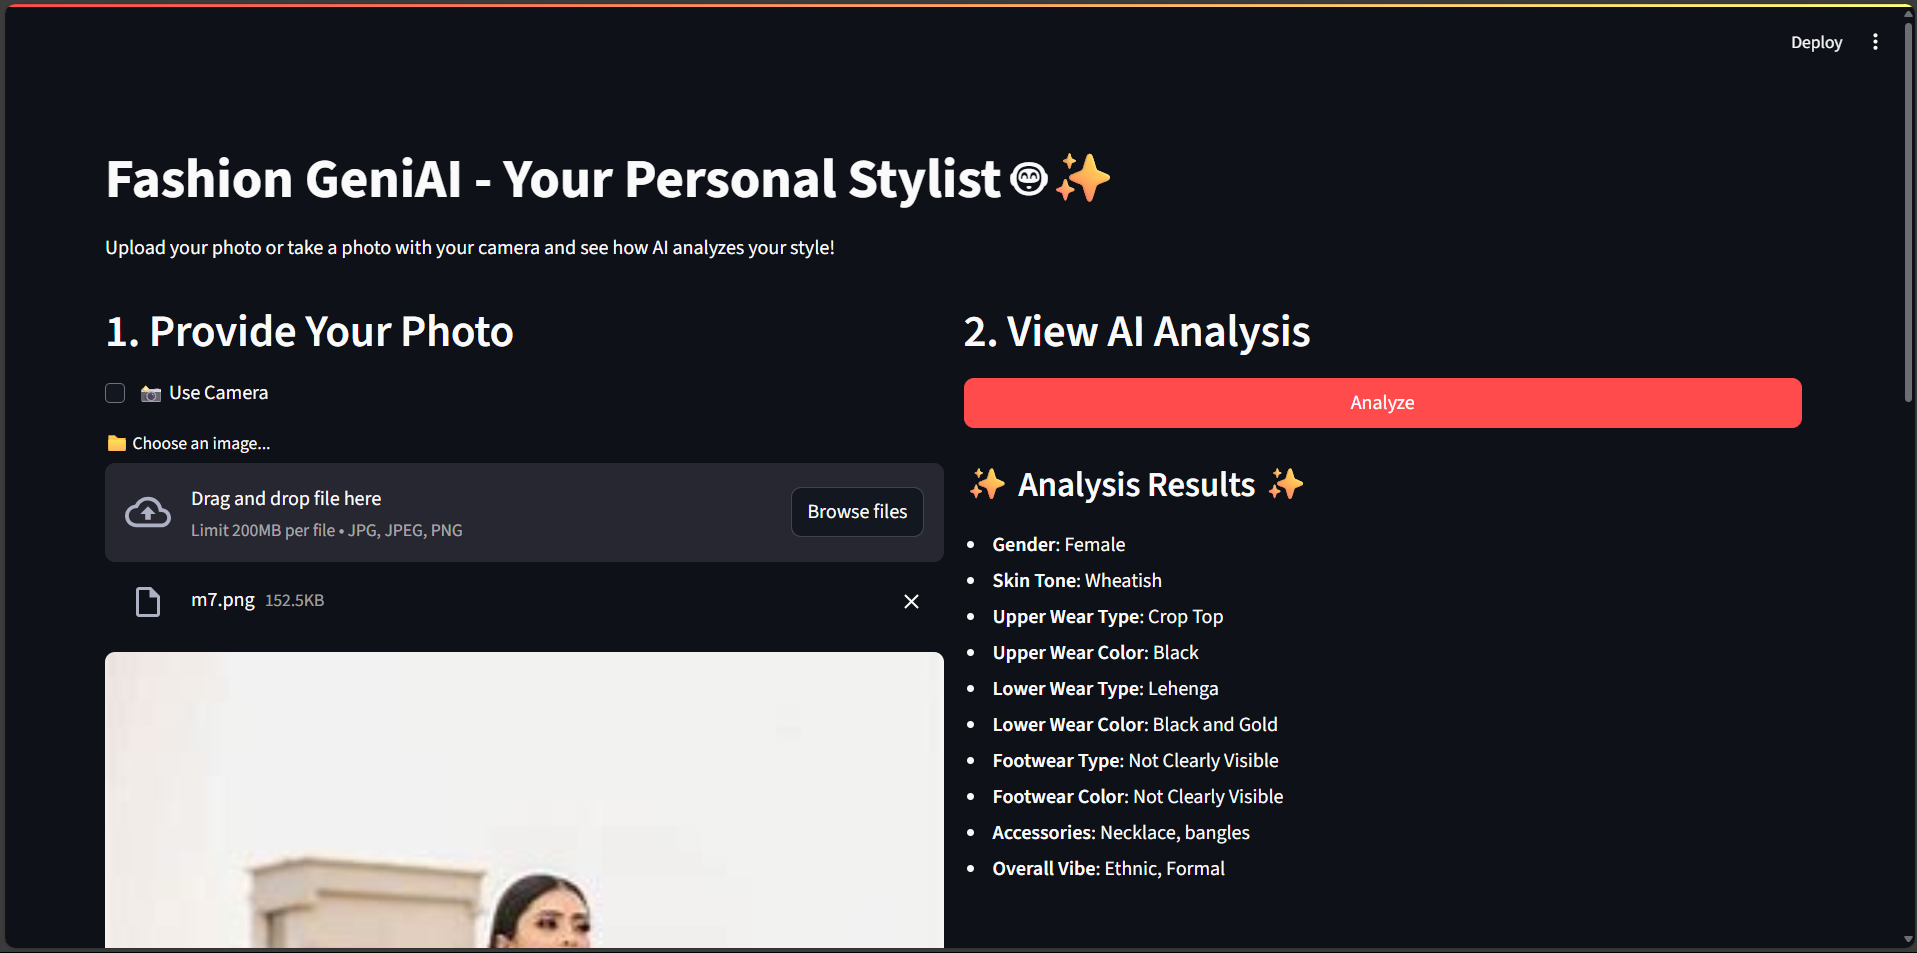 Deploy
Fashion GeniAI - Your Personal Stylist
Upload your photo or take a photo with your camera and see how AI analyzes your style!
1. Provide Your Photo
Use Camera
Choose an image...
Drag and drop file here
Limit 200MB per file • JPG, JPEG, PNG
Browse files
m7.png 152.5KB
2. View AI Analysis
Analyze
✨ Analysis Results ✨
Gender: Female
Skin Tone: Wheatish
Upper Wear Type: Crop Top
Upper Wear Color: Black
Lower Wear Type: Lehenga
Lower Wear Color: Black and Gold
Footwear Type: Not Clearly Visible
Footwear Color: Not Clearly Visible
Accessories: Necklace, bangles
Overall Vibe: Ethnic, Formal